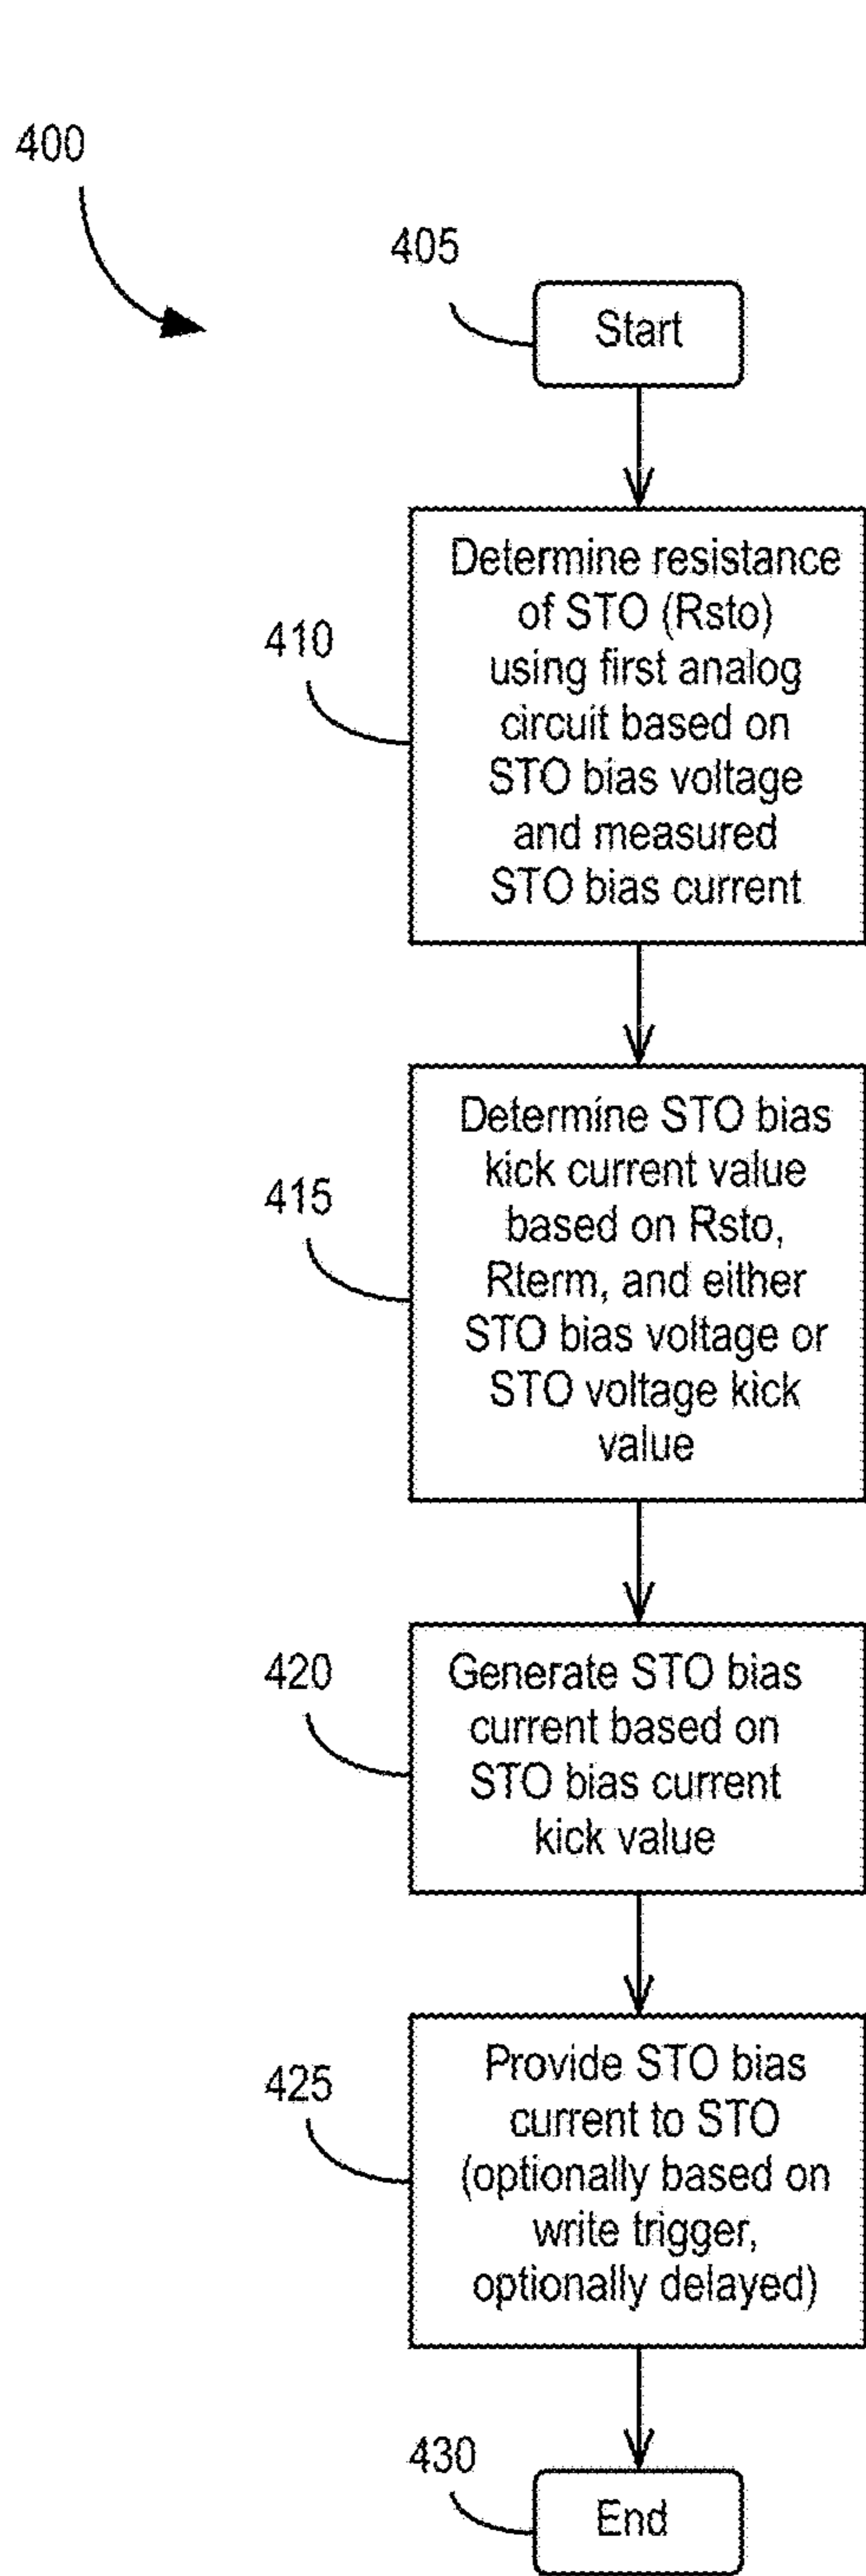 400
405
Start
410
Determine resistance
of STO (Rsto)
using first analog
circuit based on
STO bias voltage
and measured
STO bias current
415
Determine STO bias
kick current value
based on Rsto,
Rterm, and either
STO bias voltage or
STO voltage kick
value
420
Generate STO bias
current based on
STO bias current
kick value
425
Provide STO bias
current to STO
(optionally based on
write trigger,
optionally delayed)
430
End